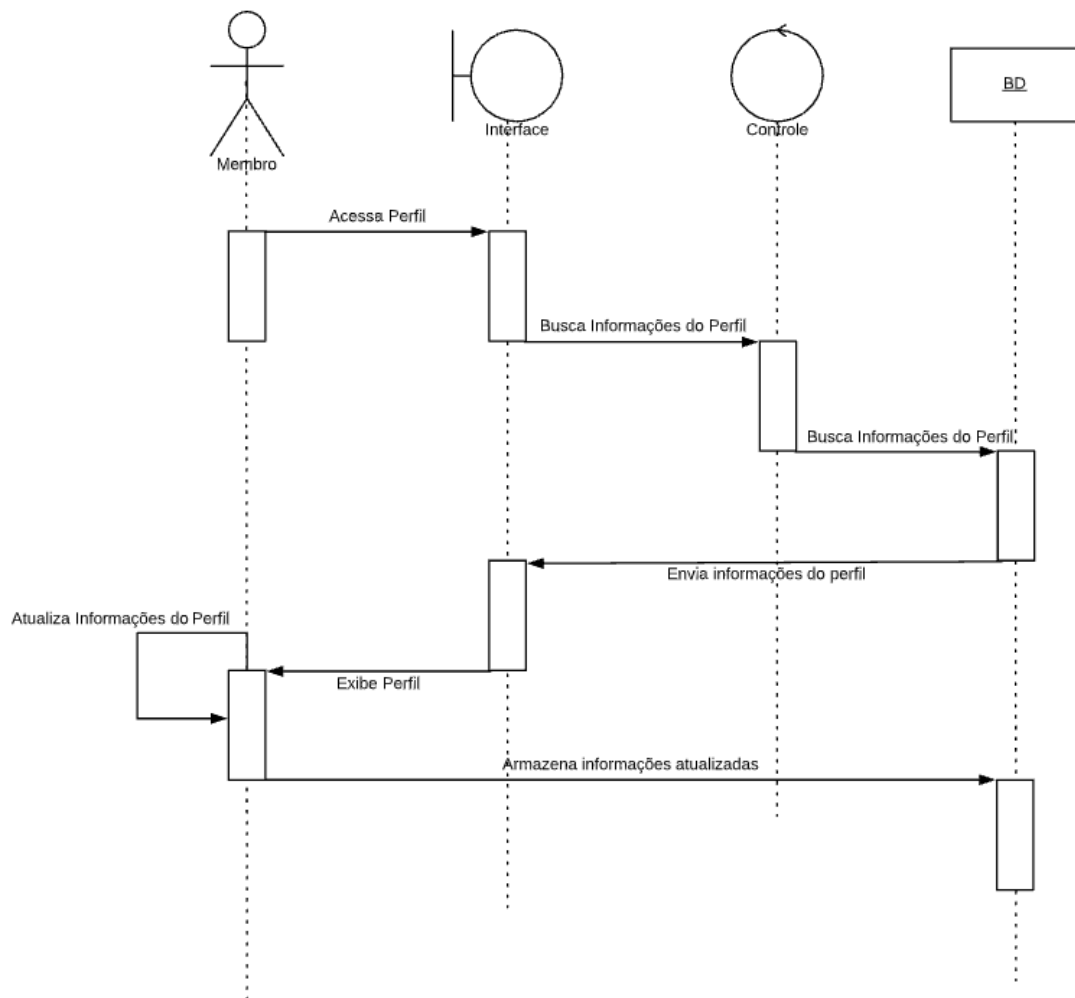 BD
Interface
Controle
Membro
Acessa Perfil
Busca Informações do Perfil
Busca Informações do Perfil
Envia informações do perfil
Atualiza Informações do Perfil
Exibe Perfil
Armazena informações atualizadas